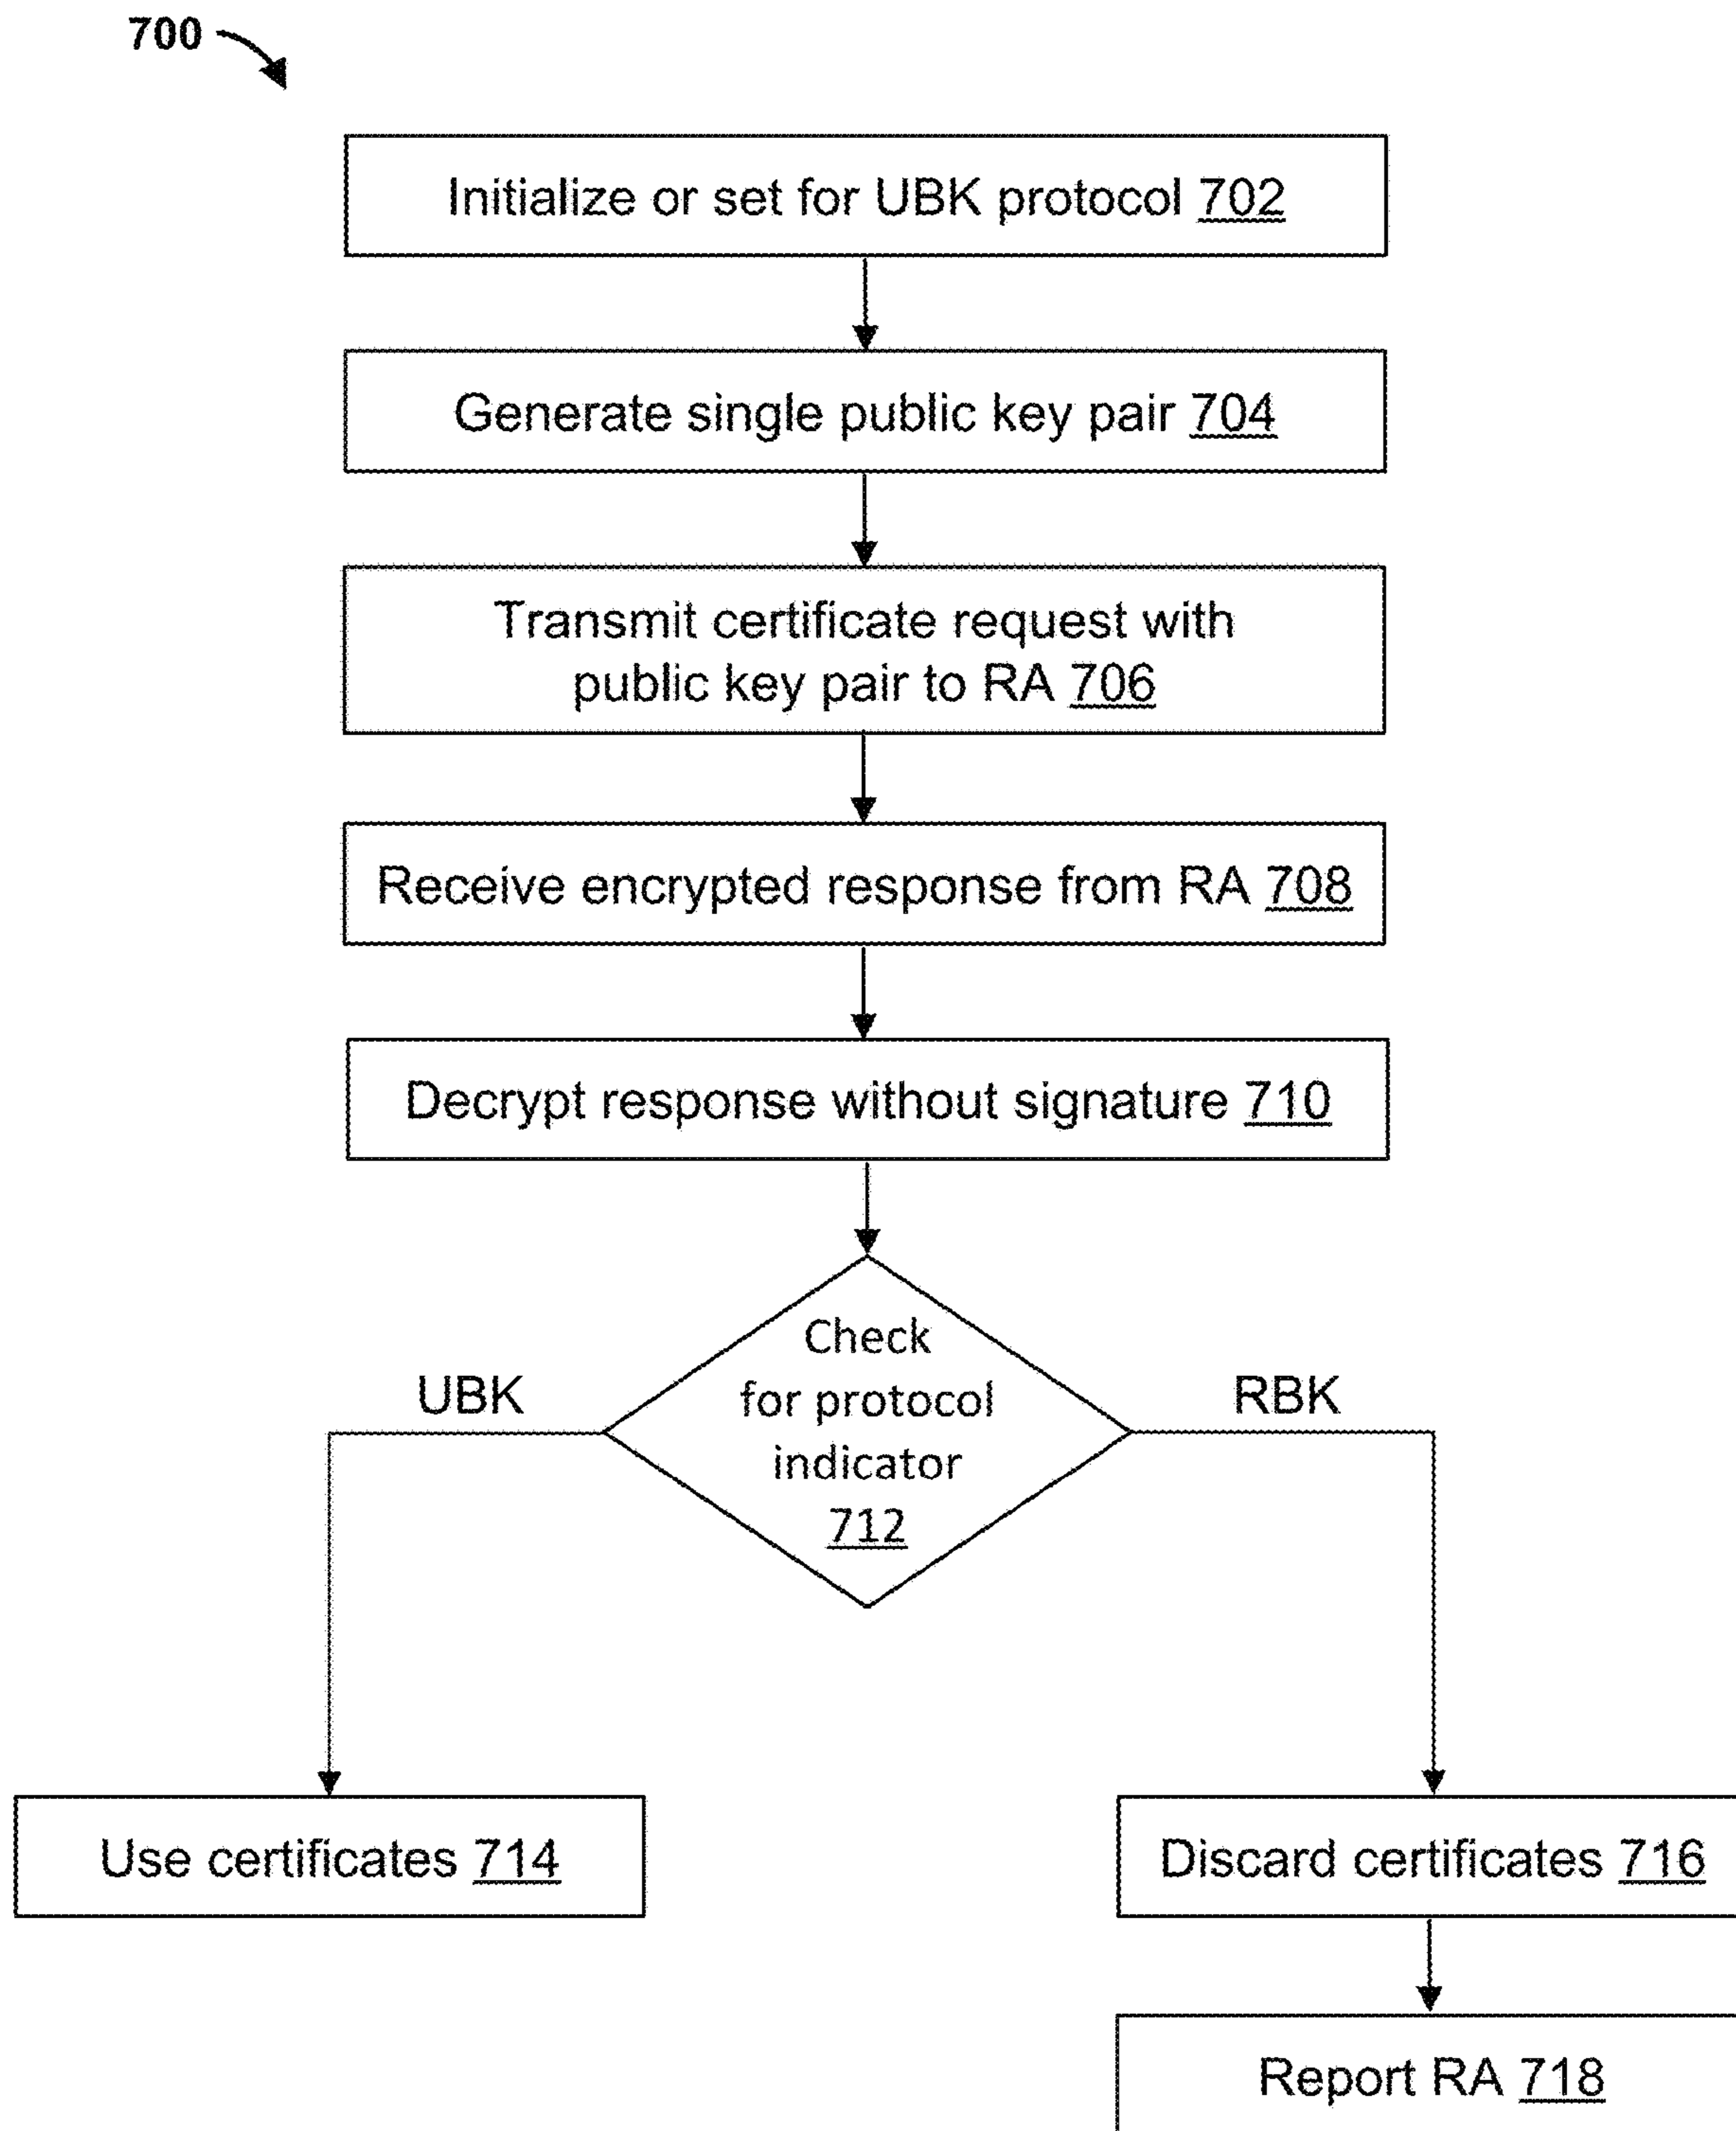 700
Initialize or set for UBK protocol 702
Generate single public key pair 704
Transmit certificate request with
public key pair to RA 706
Receive encrypted response from RA 708
Decrypt response without signature 710
Check
for protocol
indicator
712
UBK
RBK
Use certificates 714
Discard certificates 716
Report RA 718